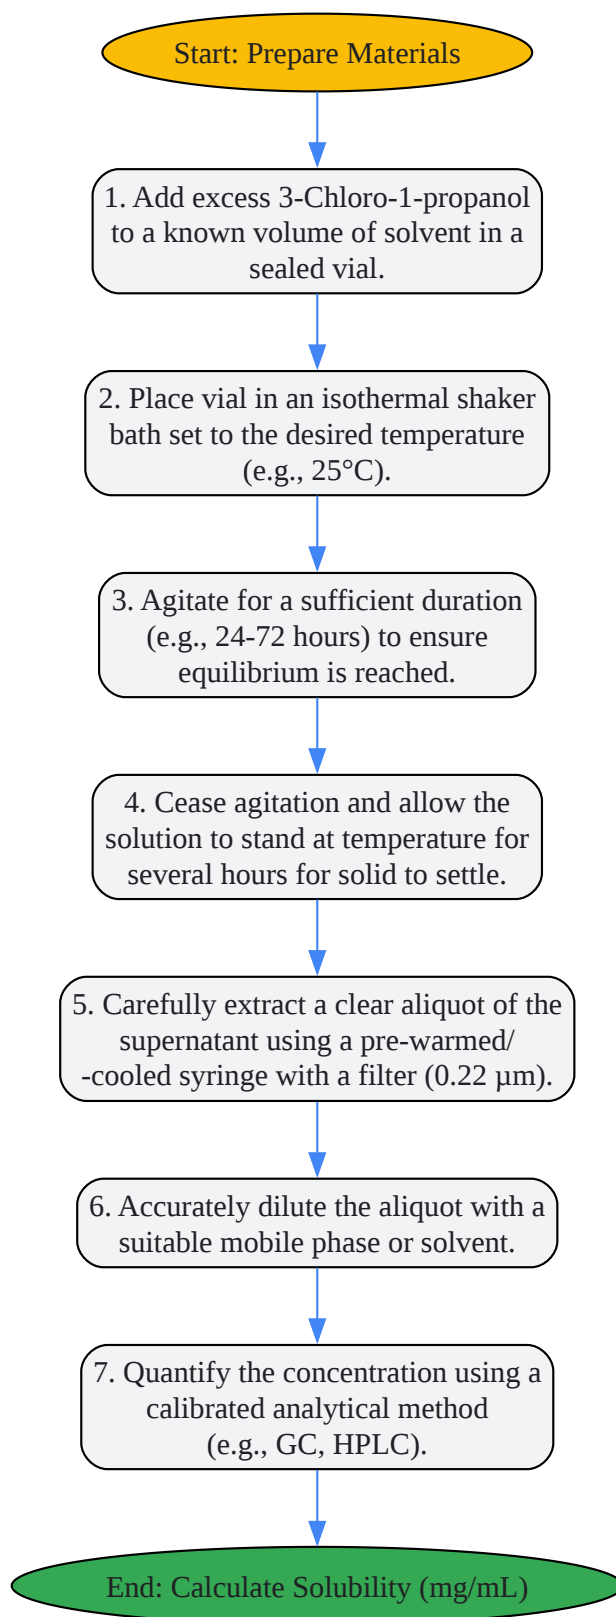 Start: Prepare Materials
1. Add excess 3-Chloro-1-propanol
to a known volume of solvent in a
sealed vial.
2. Place vial in an isothermal shaker
bath set to the desired temperature
(e.g., 25°C).
3. Agitate for a sufficient duration
(e.g., 24-72 hours) to ensure
equilibrium is reached.
4. Cease agitation and allow the
solution to stand at temperature for
several hours for solid to settle.
5. Carefully extract a clear aliquot of the
supernatant using a pre-warmed/
-cooled syringe with a filter (0.22 µm).
6. Accurately dilute the aliquot with a
suitable mobile phase or solvent.
7. Quantify the concentration using a
calibrated analytical method
(e.g., GC, HPLC).
End: Calculate Solubility (mg/mL)